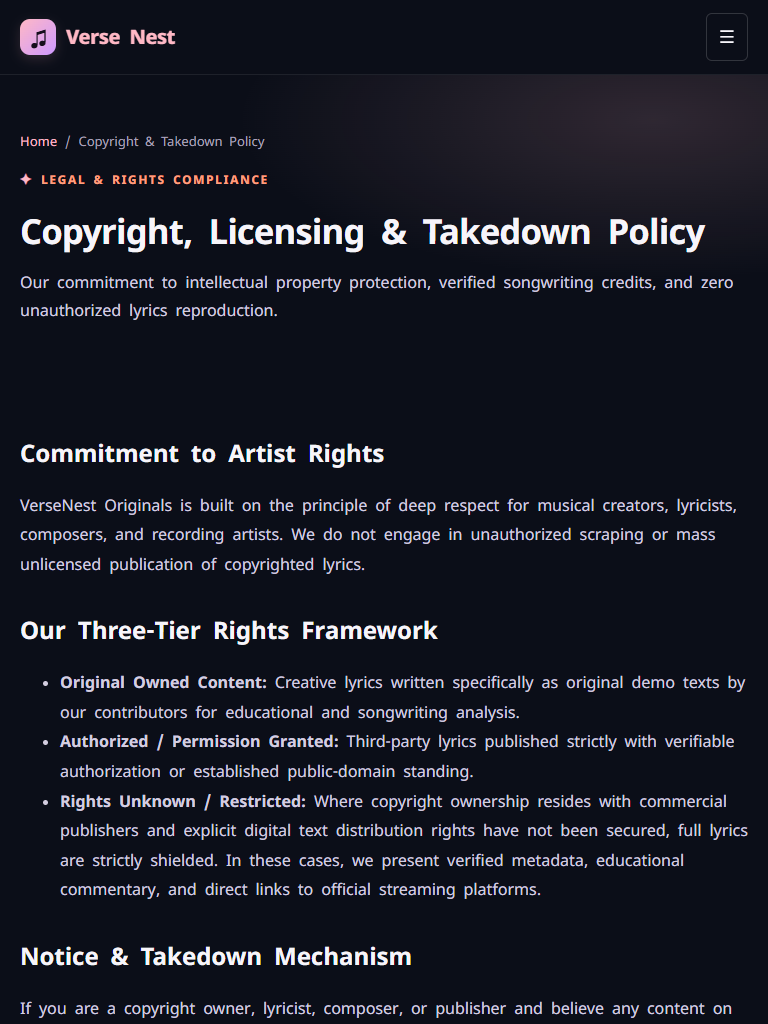 Verse Nest
Home / Copyright & Takedown Policy
✦ LEGAL & RIGHTS COMPLIANCE
Copyright, Licensing & Takedown Policy
Our commitment to intellectual property protection, verified songwriting credits, and zero
unauthorized lyrics reproduction.
Commitment to Artist Rights
VerseNest Originals is built on the principle of deep respect for musical creators, lyricists,
composers, and recording artists. We do not engage in unauthorized scraping or mass
unlicensed publication of copyrighted lyrics.
Our Three-Tier Rights Framework
• Original Owned Content: Creative lyrics written specifically as original demo texts by
our contributors for educational and songwriting analysis.
• Authorized / Permission Granted: Third-party lyrics published strictly with verifiable
authorization or established public-domain standing.
• Rights Unknown / Restricted: Where copyright ownership resides with commercial
publishers and explicit digital text distribution rights have not been secured, full lyrics
are strictly shielded. In these cases, we present verified metadata, educational
commentary, and direct links to official streaming platforms.
Notice & Takedown Mechanism
If you are a copyright owner, lyricist, composer, or publisher and believe any content on